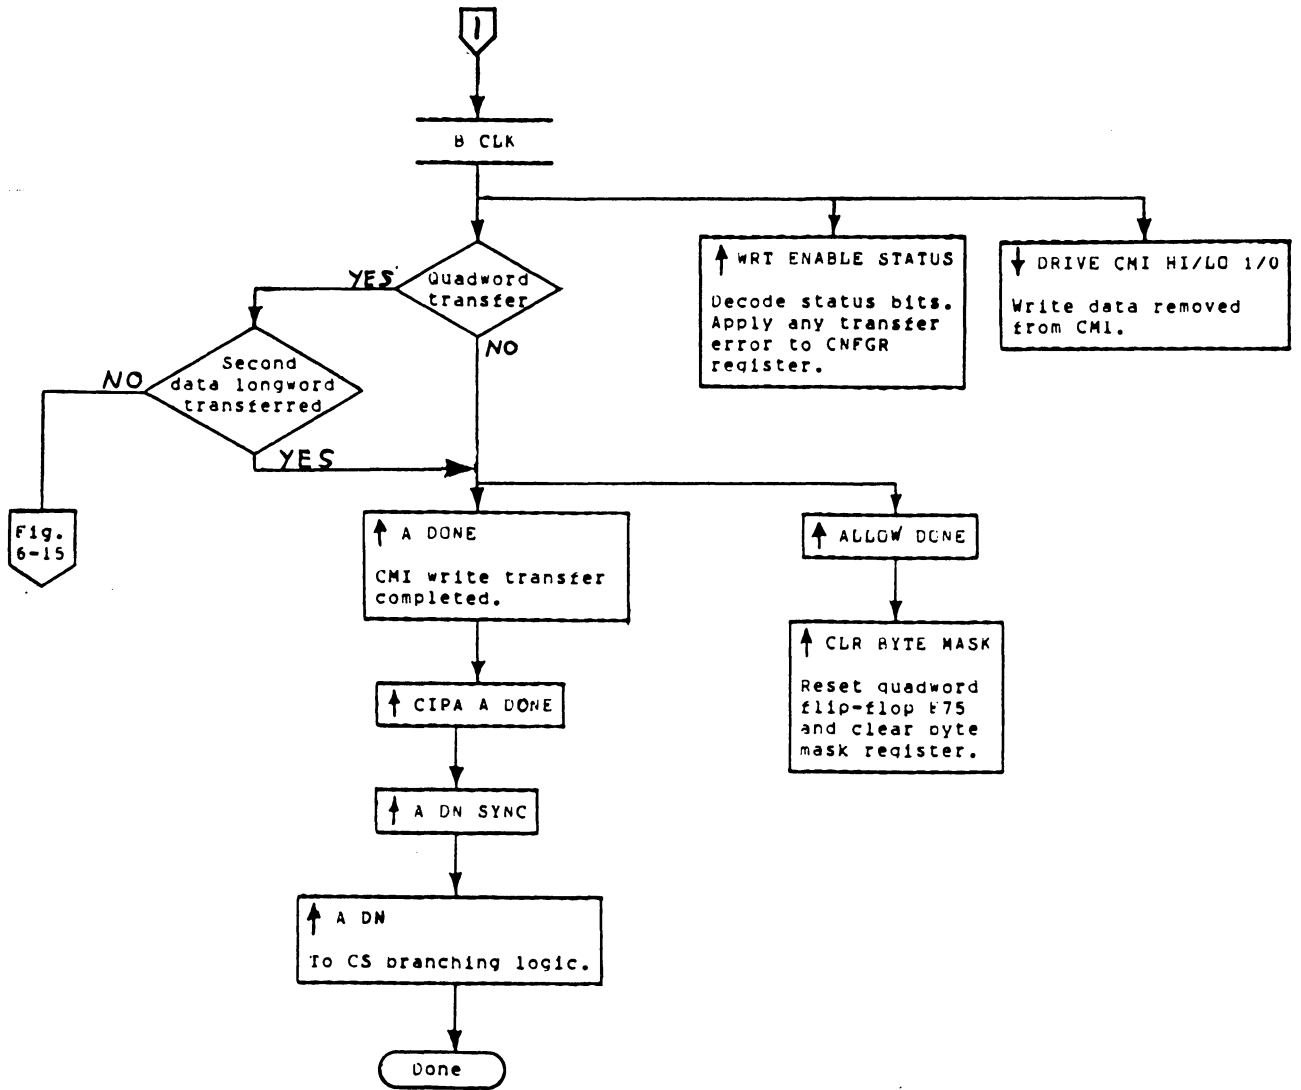 1
B CLK
Quadword
transfer
YES
NO
WRT ENABLE STATUS
Decode status bits.
Apply any transfer
error to CNFGR
register.
DRIVE CMI HI/LO 1/0
Write data removed
from CMI.
Second
data longword
transferred
NO
YES
Fig.
6-15
A DONE
CMI write transfer
completed.
ALLOW DONE
CLR BYTE MASK
Reset quadword
flip-flop E75
and clear byte
mask register.
CIPA A DONE
A DN SYNC
A DN
To CS branching logic.
Done